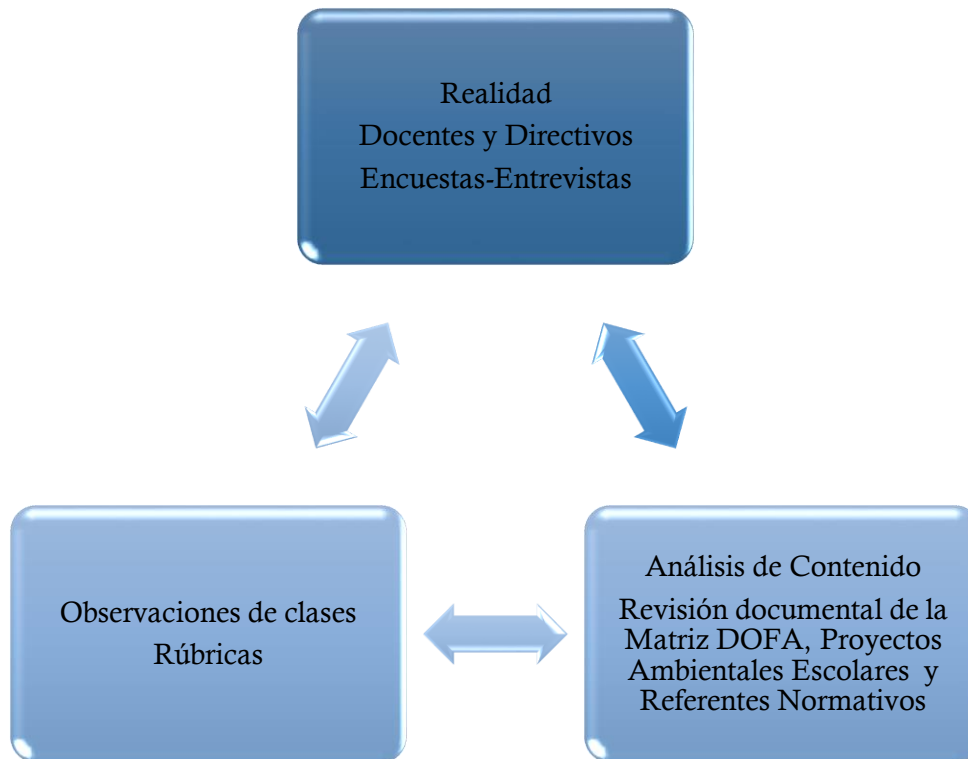 Realidad
Docentes y Directivos
Encuestas-Entrevistas
Observaciones de clases
Rúbricas
Análisis de Contenido
Revisión documental de la
Matriz DOFA, Proyectos
Ambientales Escolares y
Referentes Normativos